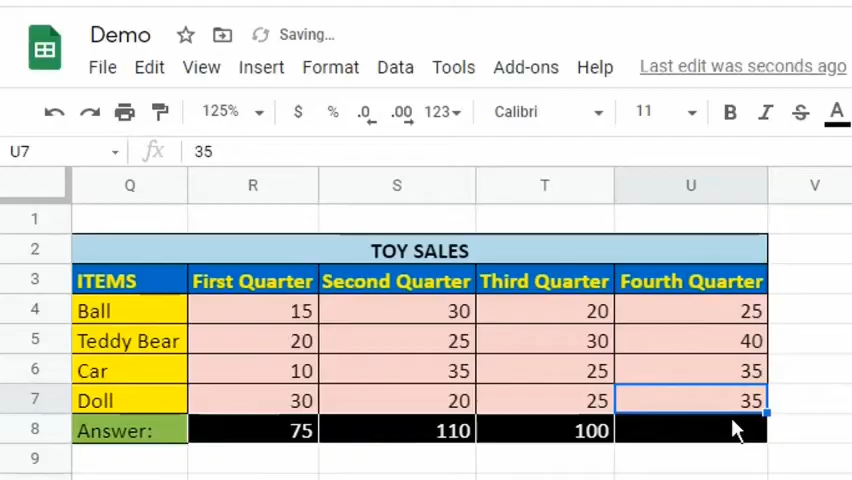 Demo Saving...
File Edit View Insert Format Data Tools Add-ons Help Last edit was seconds ago
125% $ % .0 .00 123 Calibri 11 B I S A
U7 fx 35
Q R S T U V
1
2 TOY SALES
3 ITEMS First Quarter Second Quarter Third Quarter Fourth Quarter
4 Ball 15 30 20 25
5 Teddy Bear 20 25 30 40
6 Car 10 35 25 35
7 Doll 30 20 25 35
8 Answer: 75 110 100
9